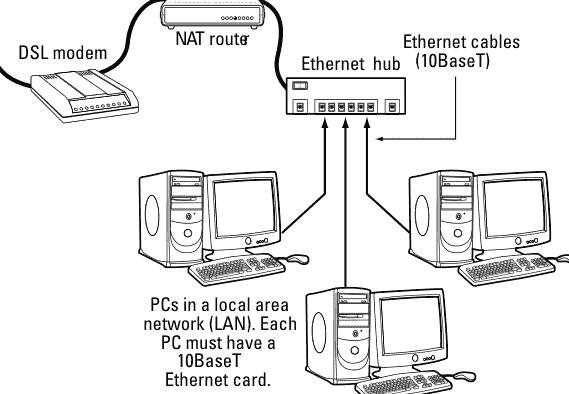 NAT router
DSL modem
Ethernet hub
Ethernet cables
(10BaseT)
PCs in a local area
network (LAN). Each
PC must have a
10BaseT
Ethernet card.